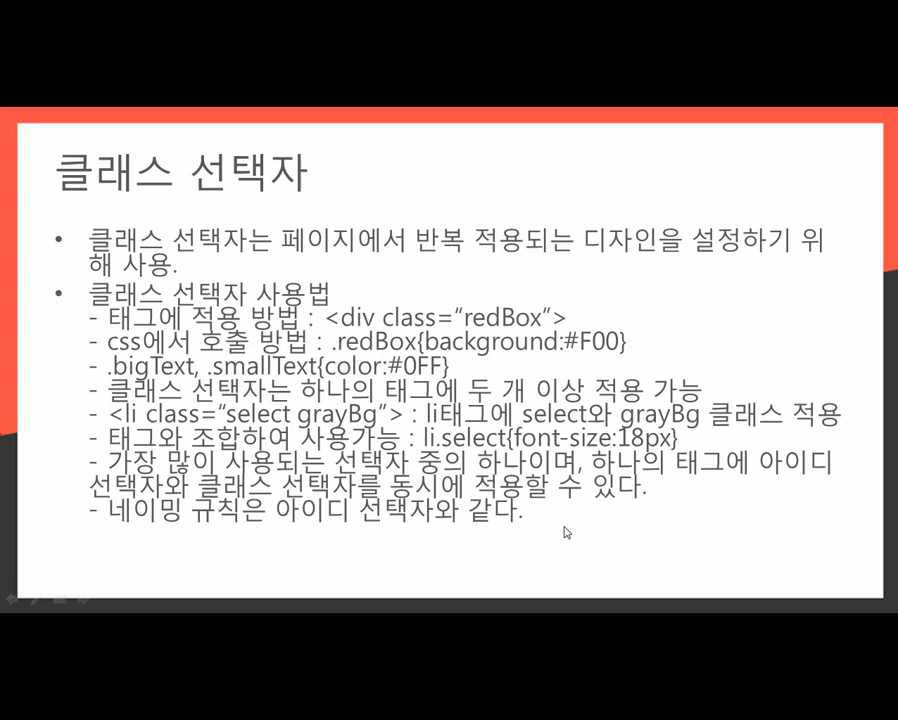 클래스 선택자
• 클래스 선택자는 페이지에서 반복 적용되는 디자인을 설정하기 위
해 사용.
• 클래스 선택자 사용법
- 태그에 적용 방법 : <div class=“redBox”>
- css에서 호출 방법 : .redBox{background:#F00}
- .bigText, .smallText{color:#0FF}
- 클래스 선택자는 하나의 태그에 두 개 이상 적용 가능
- <li class=“select grayBg”> : li태그에 select와 grayBg 클래스 적용
- 태그와 조합하여 사용가능 : li.select{font-size:18px}
- 가장 많이 사용되는 선택자 중의 하나이며, 하나의 태그에 아이디
선택자와 클래스 선택자를 동시에 적용할 수 있다.
- 네이밍 규칙은 아이디 선택자와 같다.